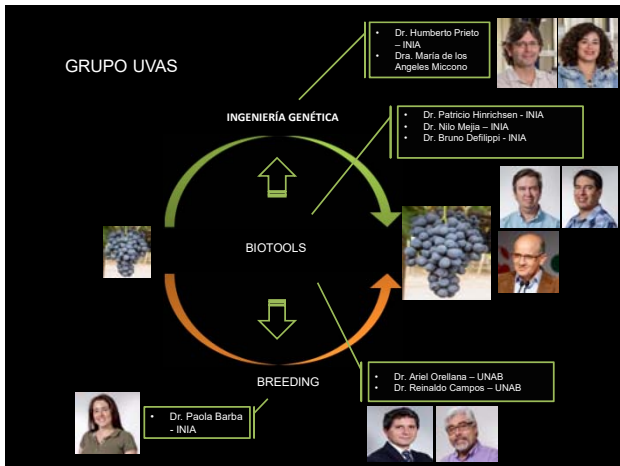 GRUPO UVAS
• Dr. Humberto Prieto
– INIA
• Dra. María de los
Angeles Miccono
INGENIERÍA GENÉTICA
• Dr. Patricio Hinrichsen - INIA
• Dr. Nilo Mejia – INIA
• Dr. Bruno Defilippi - INIA
BIOTOOLS
BREEDING
• Dr. Ariel Orellana – UNAB
• Dr. Reinaldo Campos – UNAB
• Dr. Paola Barba
- INIA